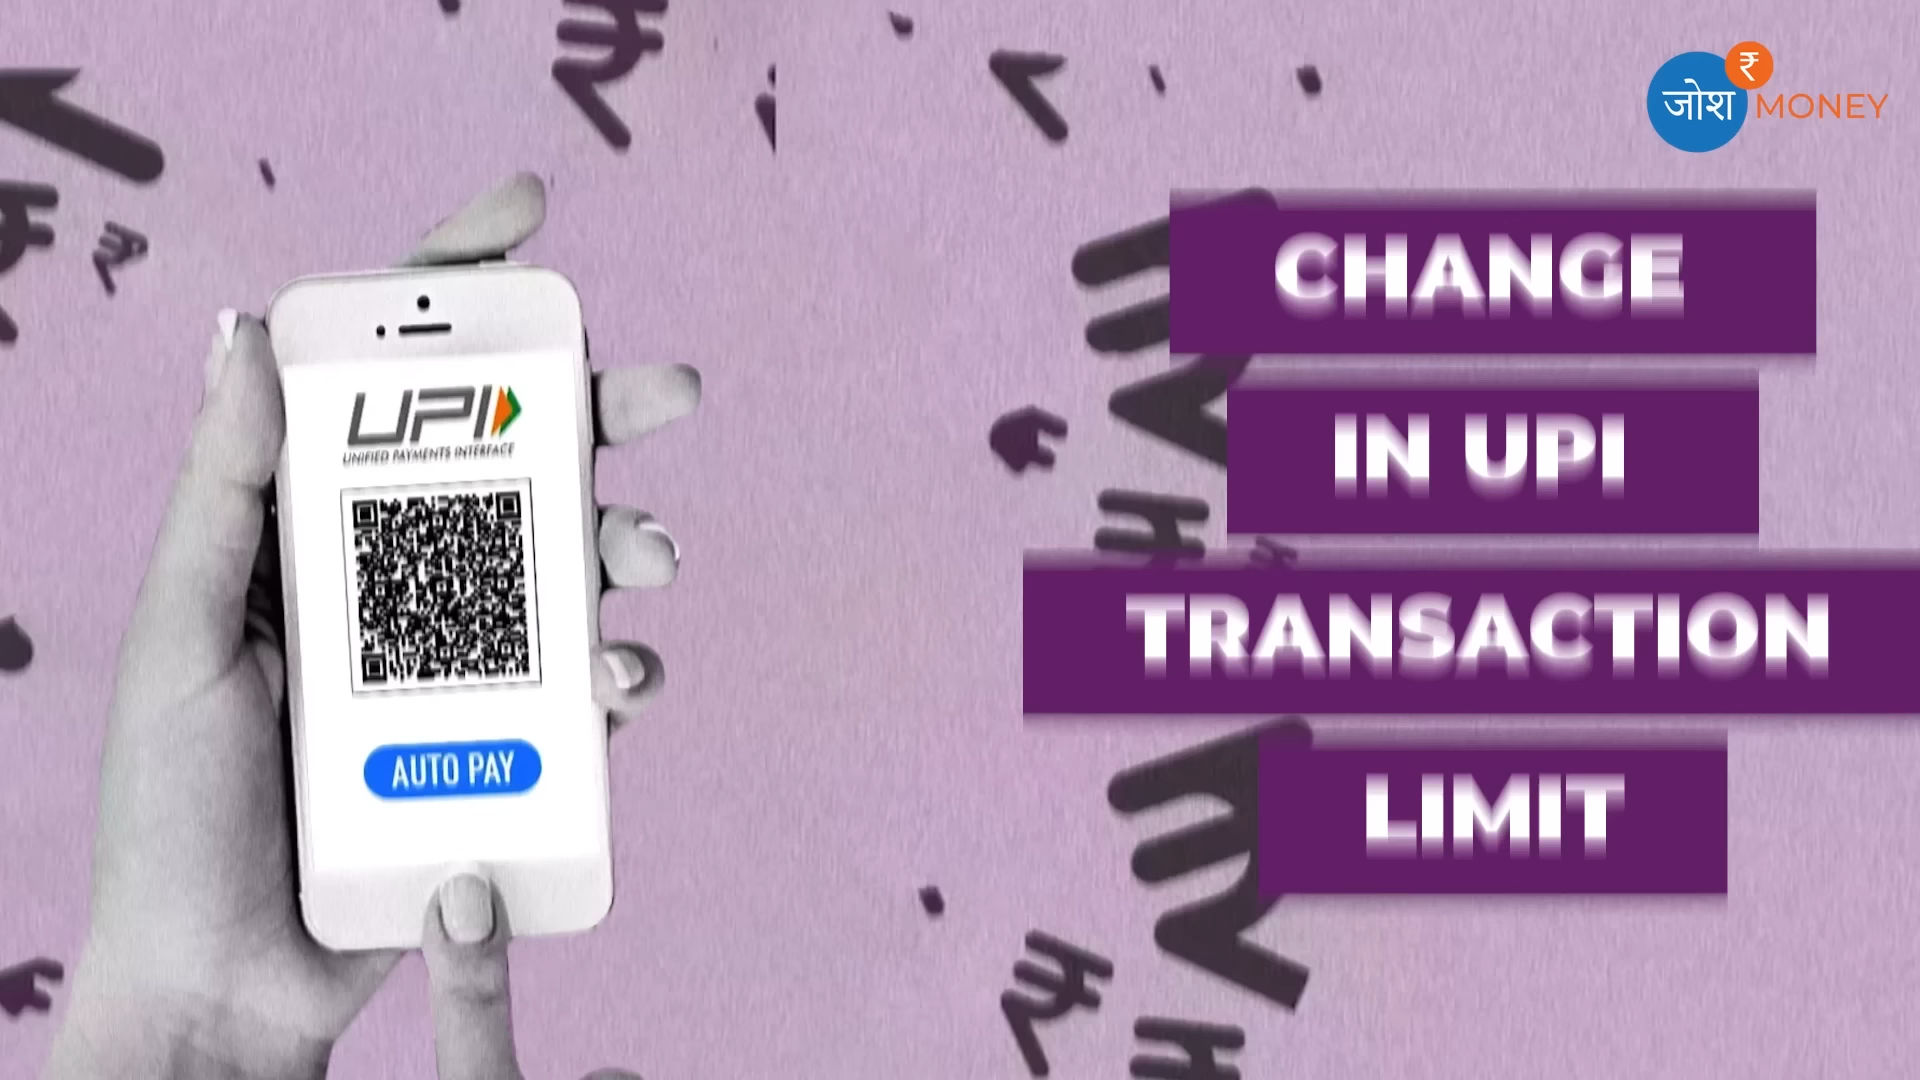 जोश
₹
MONEY
CHANGE
IN UPI
TRANSACTION
LIMIT
UPI
UNIFIED PAYMENTS INTERFACE
AUTO PAY